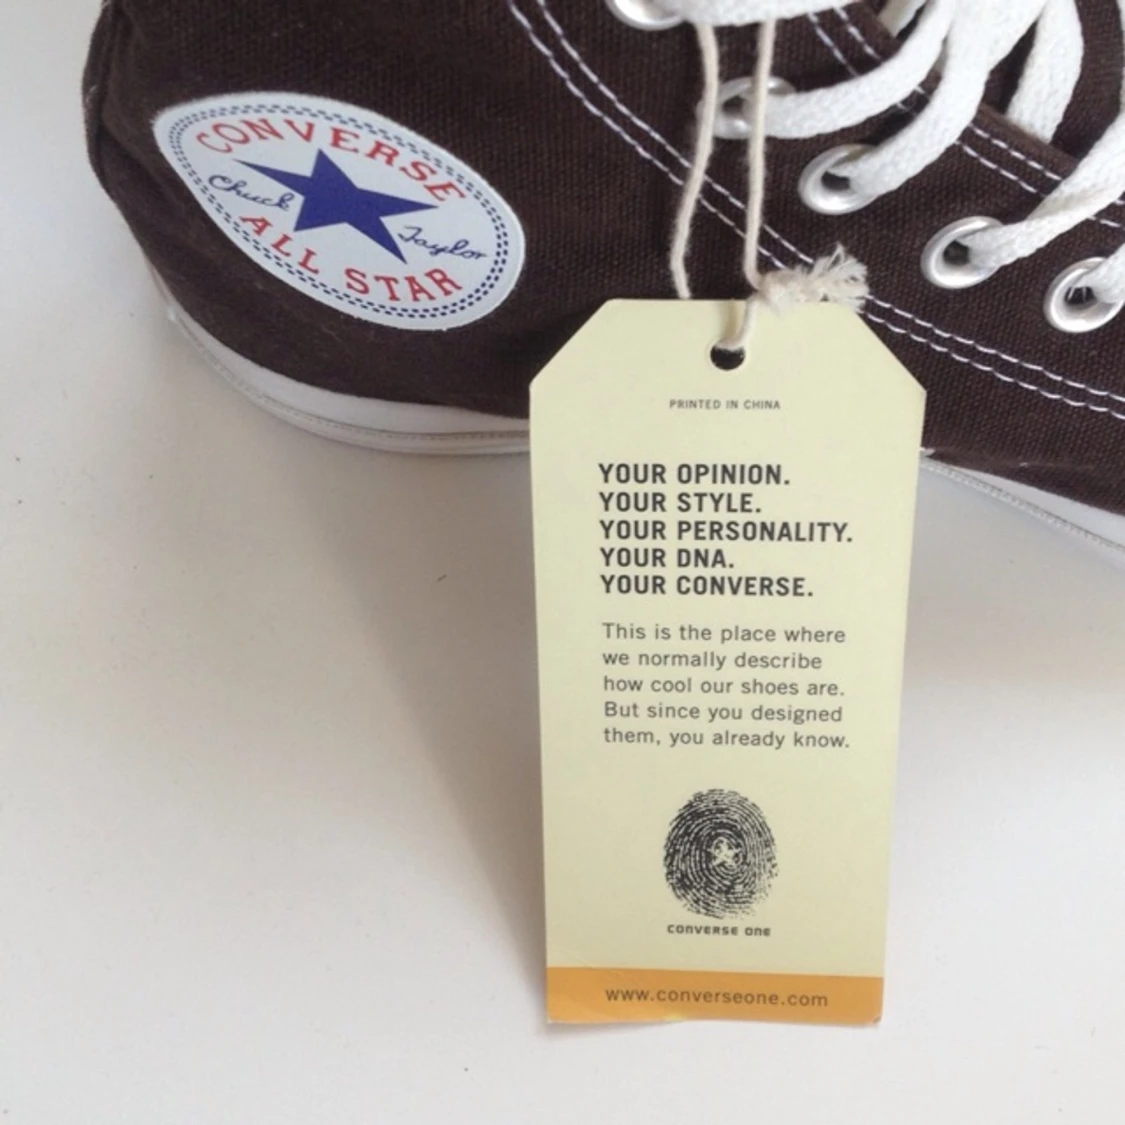 CONVERSE
Chuck Taylor
ALL STAR
PRINTED IN CHINA
YOUR OPINION.
YOUR STYLE.
YOUR PERSONALITY.
YOUR DNA.
YOUR CONVERSE.
This is the place where
we normally describe
how cool our shoes are.
But since you designed
them, you already know.
CONVERSE ONE
www.converseone.com